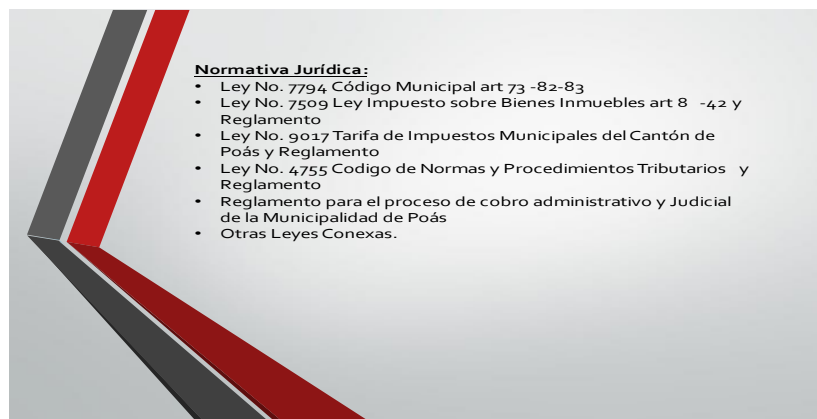 Normativa Jurídica:
• Ley No. 7794 Código Municipal art 73 -82-83
• Ley No. 7509 Ley Impuesto sobre Bienes Inmuebles art 8 -42 y
Reglamento
• Ley No. 9017 Tarifa de Impuestos Municipales del Cantón de
Poás y Reglamento
• Ley No. 4755 Codigo de Normas y Procedimientos Tributarios y
Reglamento
• Reglamento para el proceso de cobro administrativo y Judicial
de la Municipalidad de Poás
• Otras Leyes Conexas.